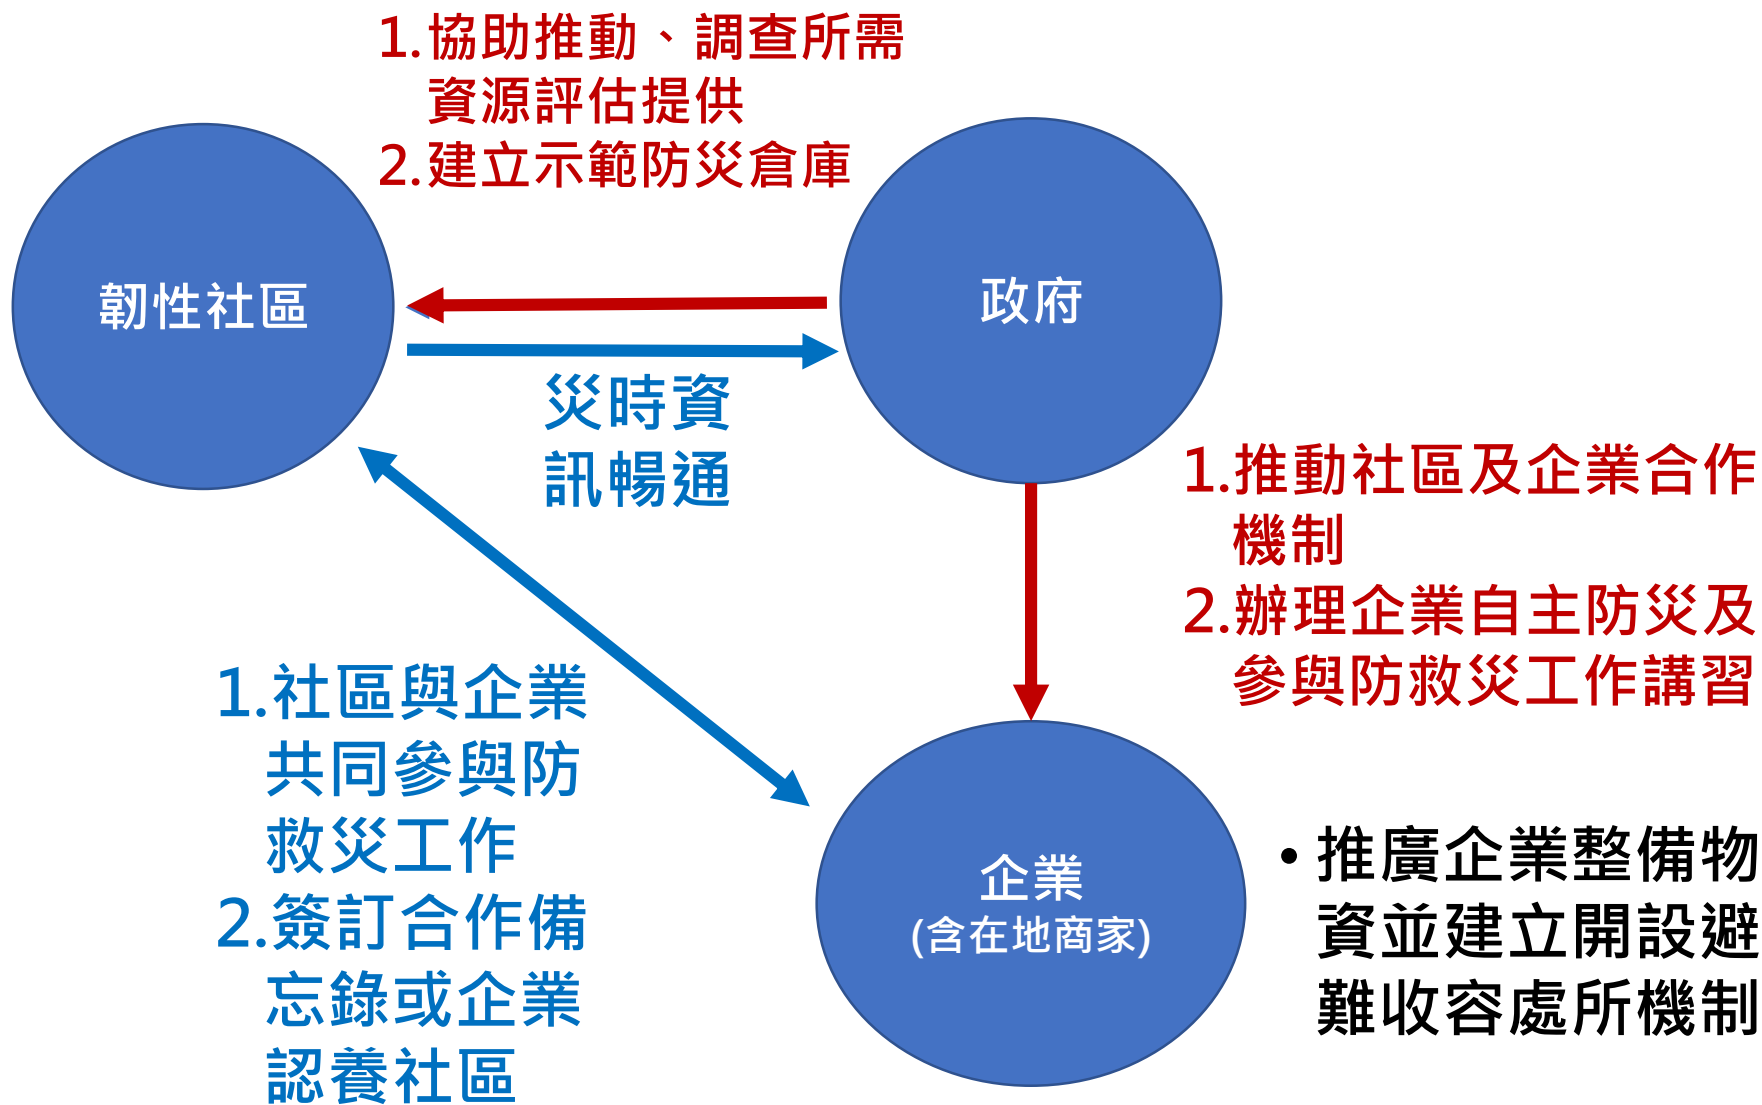 1.協助推動、調查所需
資源評估提供
2.建立示範防災倉庫
韌性社區
政府
災時資
訊暢通
1.推動社區及企業合作
機制
2.辦理企業自主防災及
參與防救災工作講習
1.社區與企業
共同參與防
救災工作
2.簽訂合作備
忘錄或企業
認養社區
企業
(含在地商家)
•推廣企業整備物
資並建立開設避
難收容處所機制